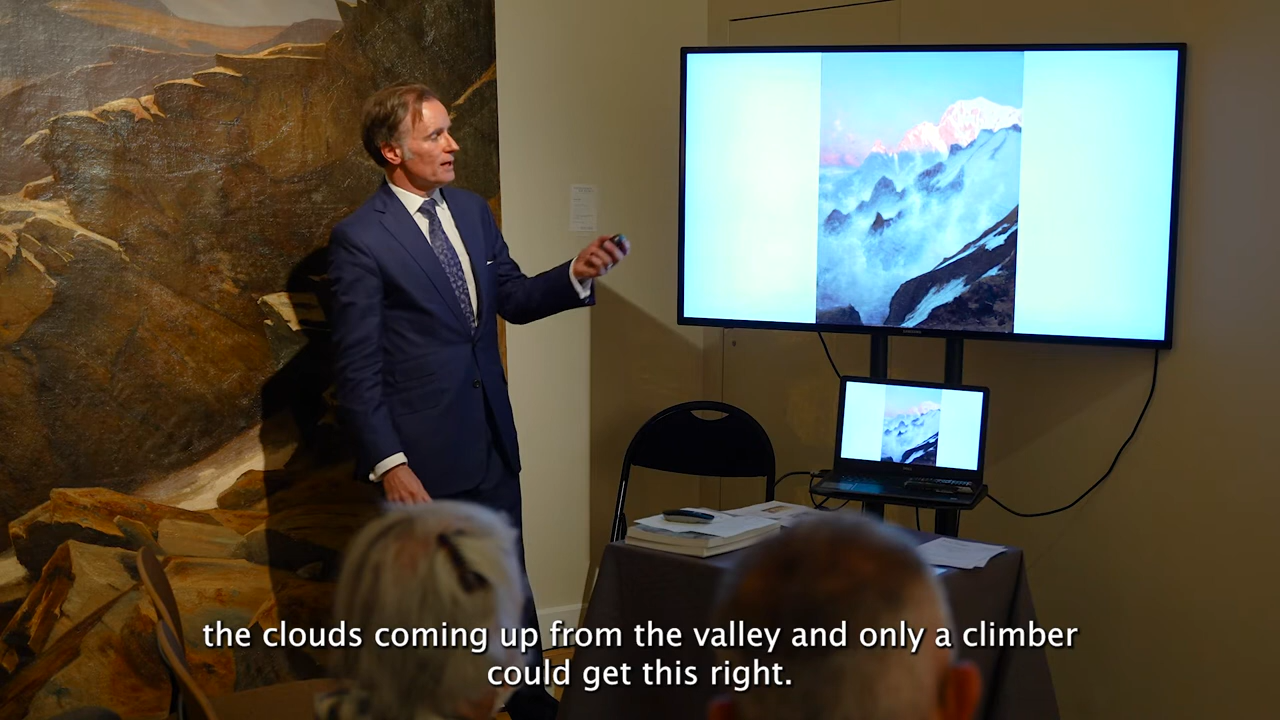 the clouds coming up from the valley and only a climber
could get this right.